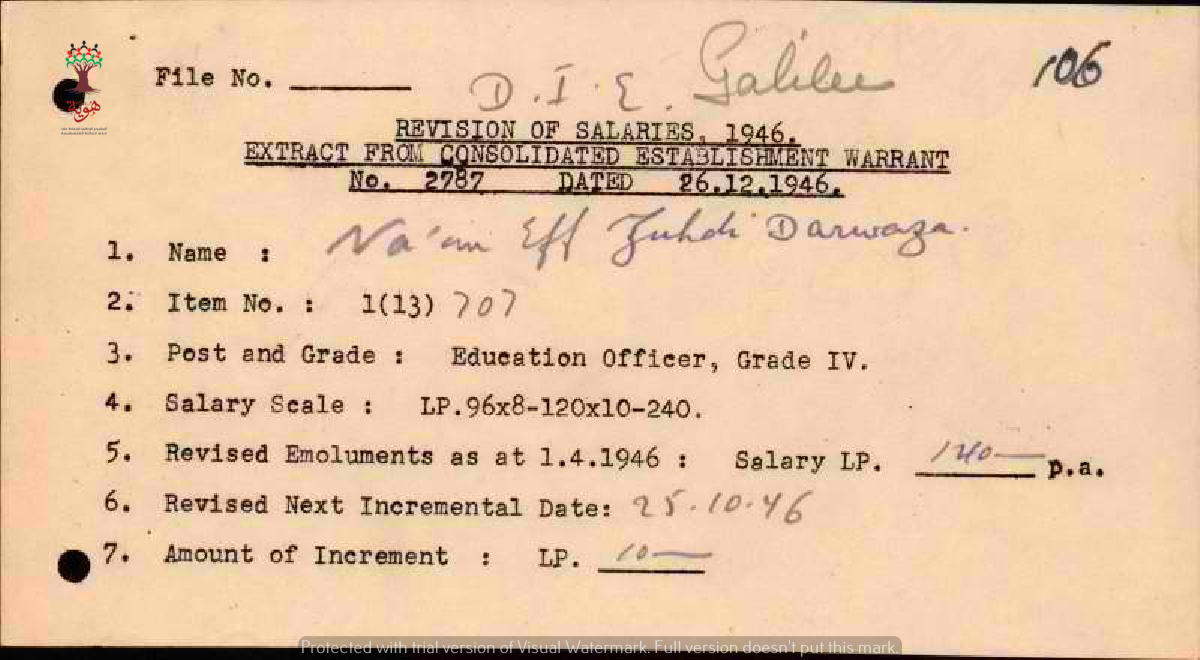 106
File No. ______ D.I.E. Galilee
هوية
REVISION OF SALARIES, 1946.
EXTRACT FROM CONSOLIDATED ESTABLISHMENT WARRANT
No. 2787 DATED 26.12.1946.
1. Name : Na'im Eff Zuhdi Darwaza.
2. Item No. : 1(13) 707
3. Post and Grade : Education Officer, Grade IV.
4. Salary Scale : LP.96x8-120x10-240.
5. Revised Emoluments as at 1.4.1946 : Salary LP. 140— p.a.
6. Revised Next Incremental Date: 25.10.46
7. Amount of Increment : LP. 10—
Protected with trial version of Visual Watermark. Full version doesn't put this mark.